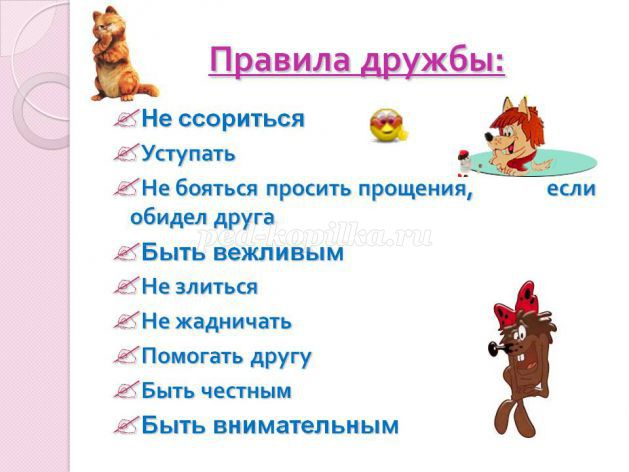 Правила дружбы:
Не ссориться
Уступать
Не бояться просить прощения, если
обидел друга
ped-kopilka.ru
Быть вежливым
Не злиться
Не жадничать
Помогать другу
Быть честным
Быть внимательным